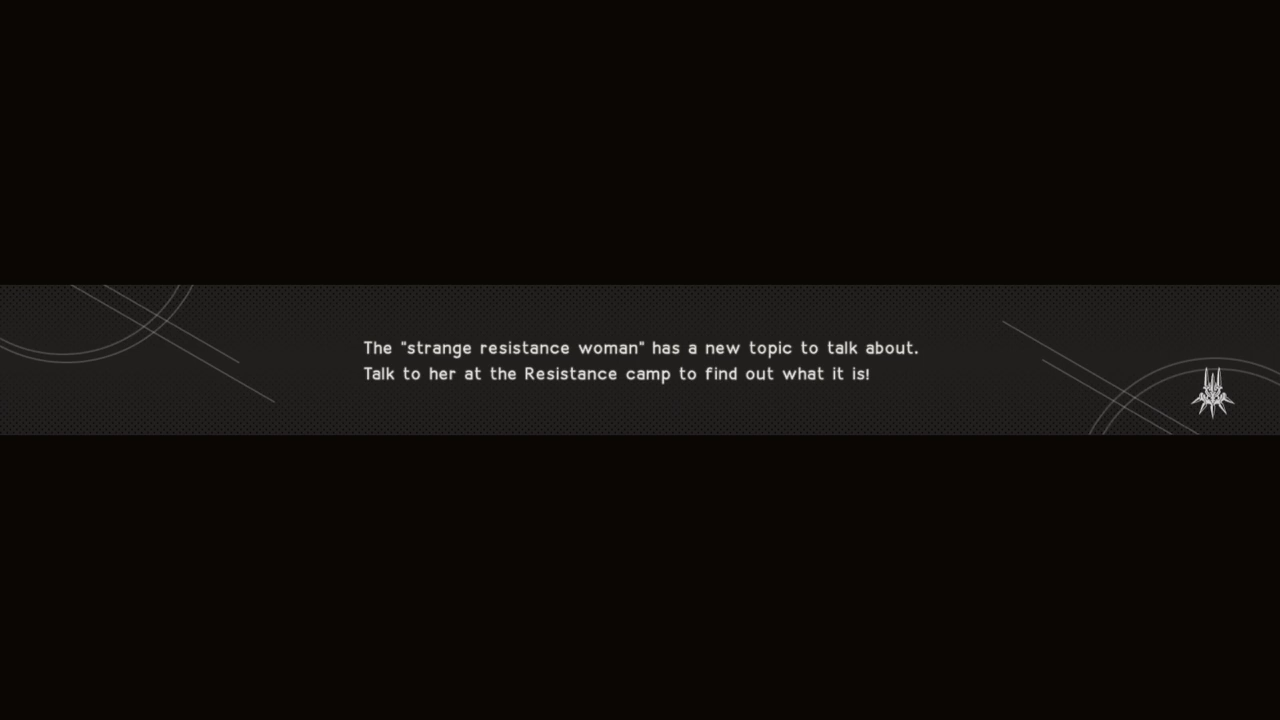 The "strange resistance woman" has a new topic to talk about.
Talk to her at the Resistance camp to find out what it is!